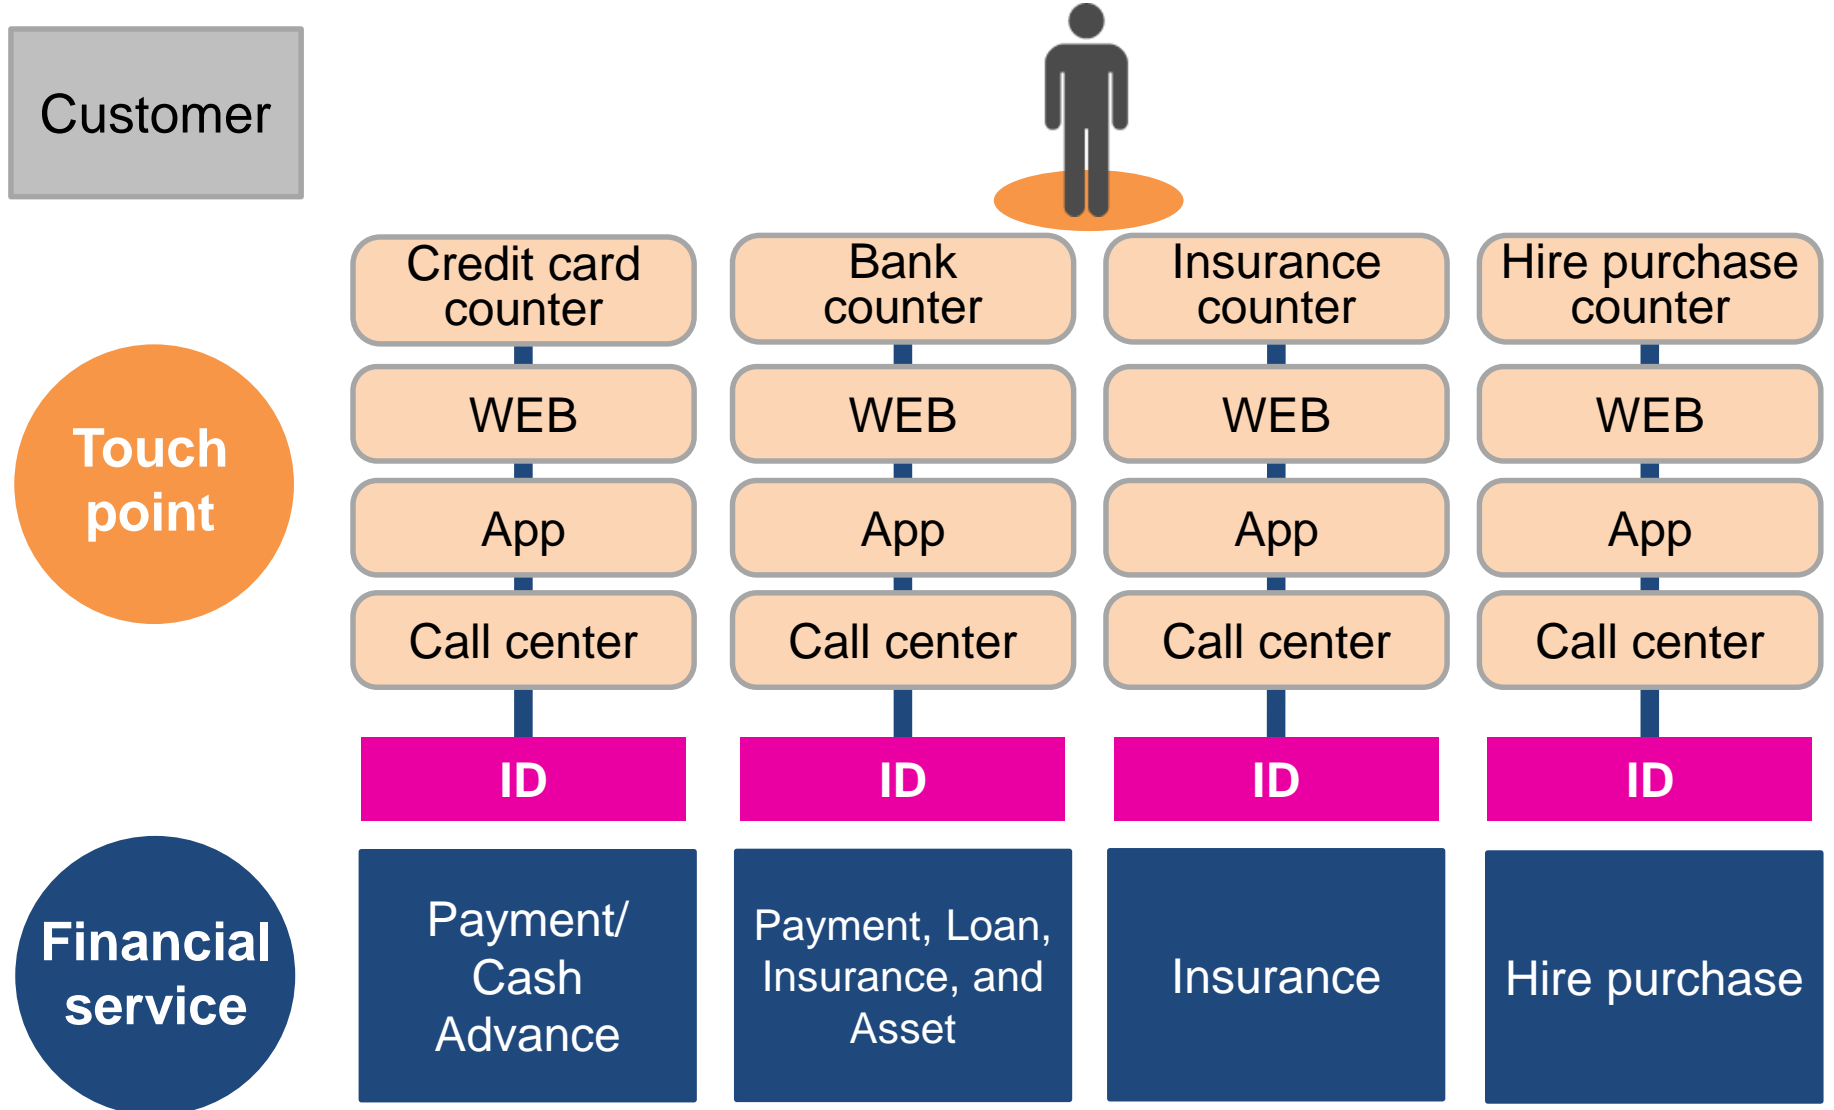 Customer
Credit card
counter
Bank
counter
Insurance
counter
Hire purchase
counter
Touch
point
WEB
WEB
WEB
WEB
App
App
App
App
Call center
Call center
Call center
Call center
ID
ID
ID
ID
Financial
service
Payment/
Cash
Advance
Payment, Loan,
Insurance, and
Asset
Insurance
Hire purchase